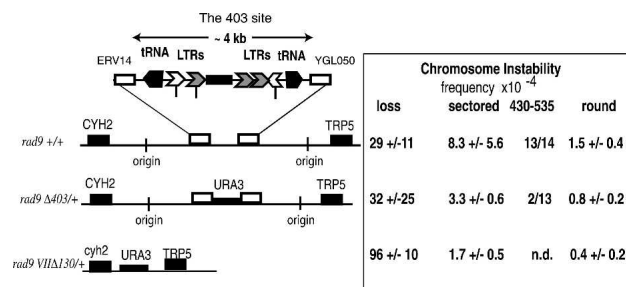 The 403 site
~ 4 kb
ERV14 tRNA LTRs LTRs tRNA YGL050
Chromosome Instability
frequency x10 -4
loss sectored 430-535 round
CYH2 TRP5
rad9 +/+ 29 +/-11 8.3 +/- 5.6 13/14 1.5 +/- 0.4
origin origin
CYH2 URA3 TRP5
rad9 Δ403/+ 32 +/-25 3.3 +/- 0.6 2/13 0.8 +/- 0.2
origin origin
cyh2 URA3 TRP5
rad9 VIIΔ130/+ 96 +/- 10 1.7 +/- 0.5 n.d. 0.4 +/- 0.2